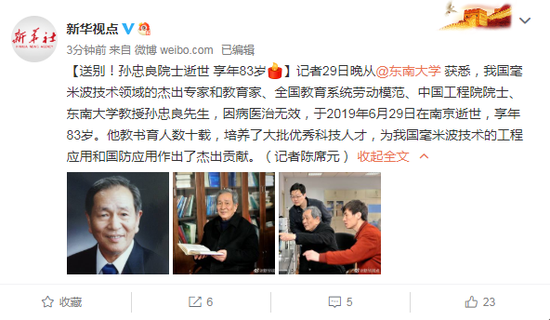 新华社
XINHUA NEWS AGENCY
新华视点
3分钟前 来自 微博 weibo.com 已编辑
【送别！孙忠良院士逝世 享年83岁】记者29日晚从@东南大学 获悉，我国毫
米波技术领域的杰出专家和教育家、全国教育系统劳动模范、中国工程院院士、
东南大学教授孙忠良先生，因病医治无效，于2019年6月29日在南京逝世，享年
83岁。他教书育人数十载，培养了大批优秀科技人才，为我国毫米波技术的工程
应用和国防应用作出了杰出贡献。（记者陈席元） 收起全文
收藏
6
5
23